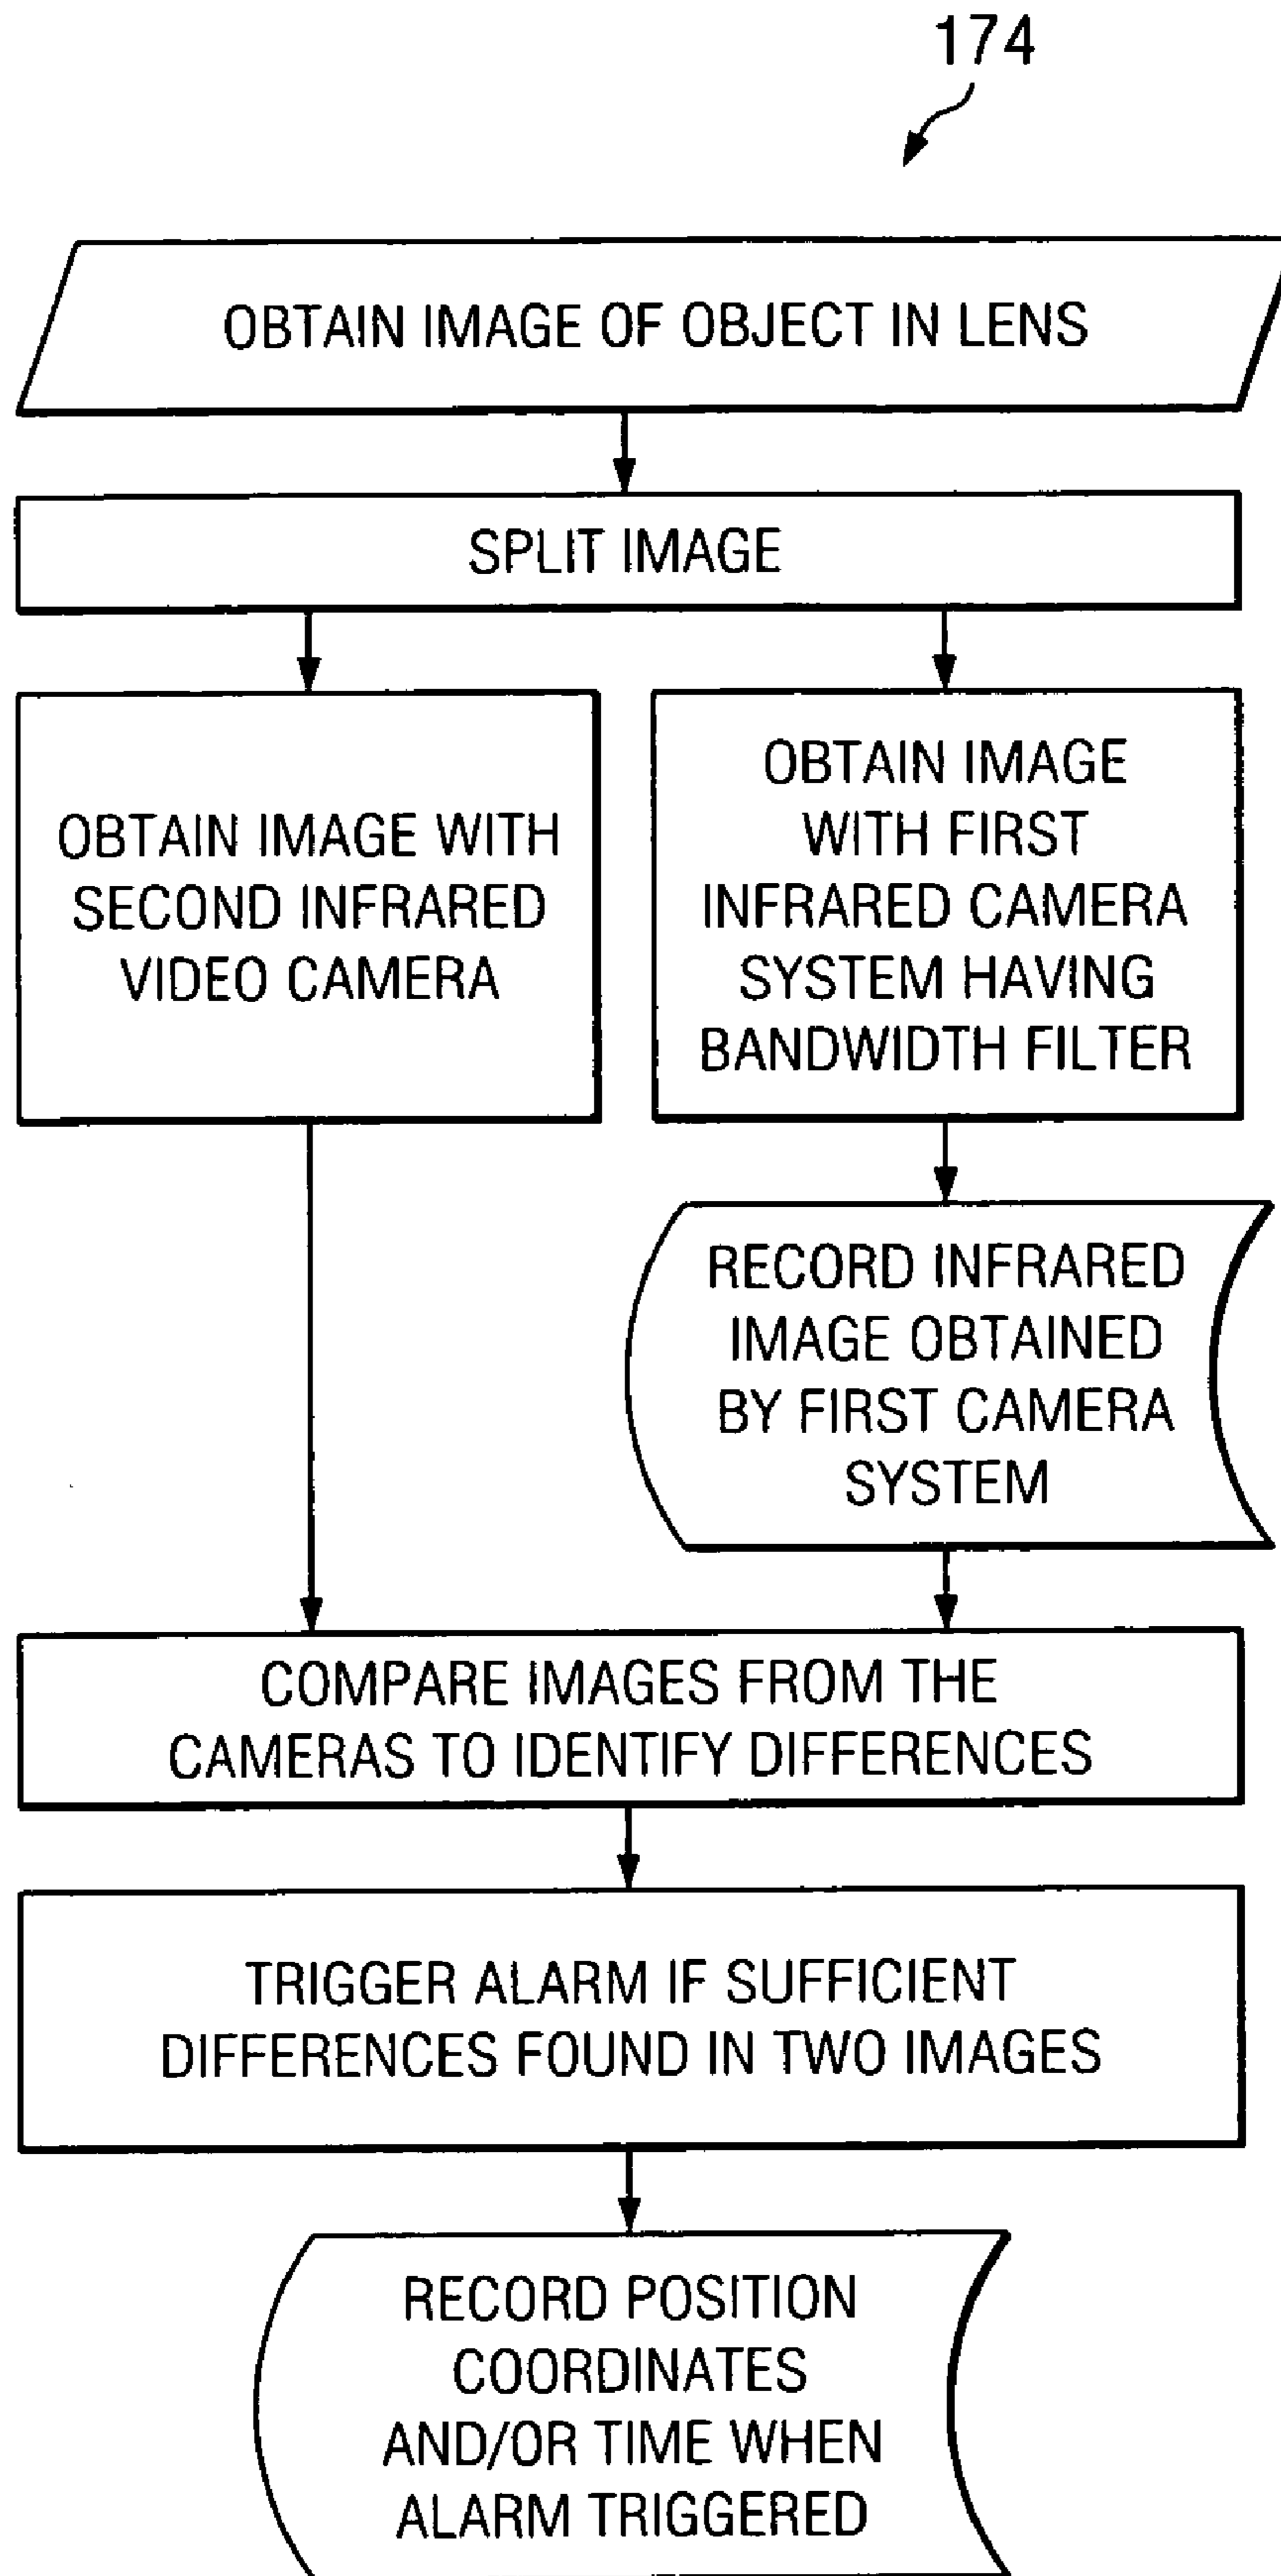 174
OBTAIN IMAGE OF OBJECT IN LENS
SPLIT IMAGE
OBTAIN IMAGE WITH
SECOND INFRARED
VIDEO CAMERA
OBTAIN IMAGE
WITH FIRST
INFRARED CAMERA
SYSTEM HAVING
BANDWIDTH FILTER
RECORD INFRARED
IMAGE OBTAINED
BY FIRST CAMERA
SYSTEM
COMPARE IMAGES FROM THE
CAMERAS TO IDENTIFY DIFFERENCES
TRIGGER ALARM IF SUFFICIENT
DIFFERENCES FOUND IN TWO IMAGES
RECORD POSITION
COORDINATES
AND/OR TIME WHEN
ALARM TRIGGERED